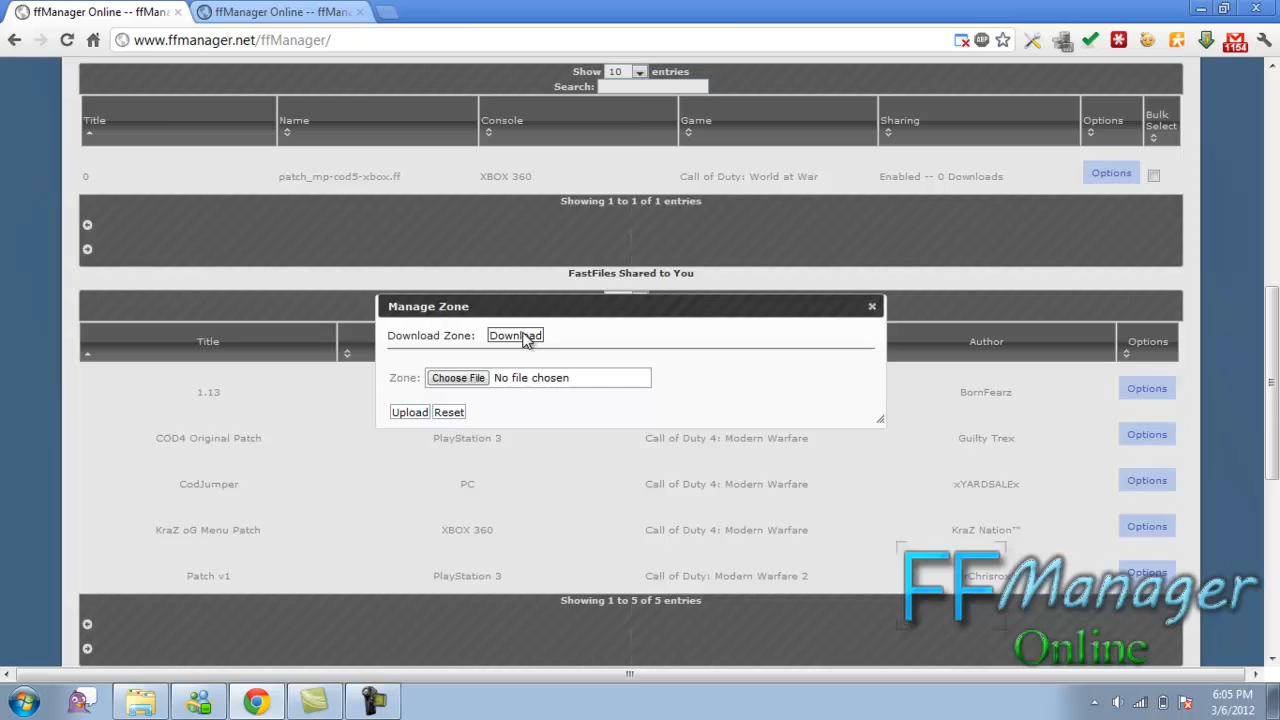 ffManager Online -- ffMan
ffManager Online -- ffMan
www.ffmanager.net/ffManager/
1154
Show 10 entries
Search:
Title Name Console Game Sharing Options Bulk Select
0 patch_mp-cod5-xbox.ff XBOX 360 Call of Duty: World at War Enabled -- 0 Downloads Options
Showing 1 to 1 of 1 entries
FastFiles Shared to You
Manage Zone
Download Zone: Download
Zone: Choose File No file chosen
Upload Reset
Title Author Options
1.13 BornFearz Options
COD4 Original Patch PlayStation 3 Call of Duty 4: Modern Warfare Guilty Trex Options
CodJumper PC Call of Duty 4: Modern Warfare xYARDSALEx Options
KraZ oG Menu Patch XBOX 360 Call of Duty 4: Modern Warfare KraZ Nation™ Options
Patch v1 PlayStation 3 Call of Duty: Modern Warfare 2 Options
Showing 1 to 5 of 5 entries
FFManager
Online
6:05 PM
3/6/2012